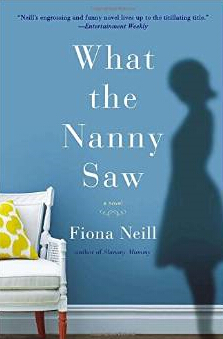 "Neill's engrossing and funny novel lives up to the titillating title."
—Entertainment Weekly
What
the
Nanny
Saw
a novel
Fiona Neill
Author of Slummy Mummy